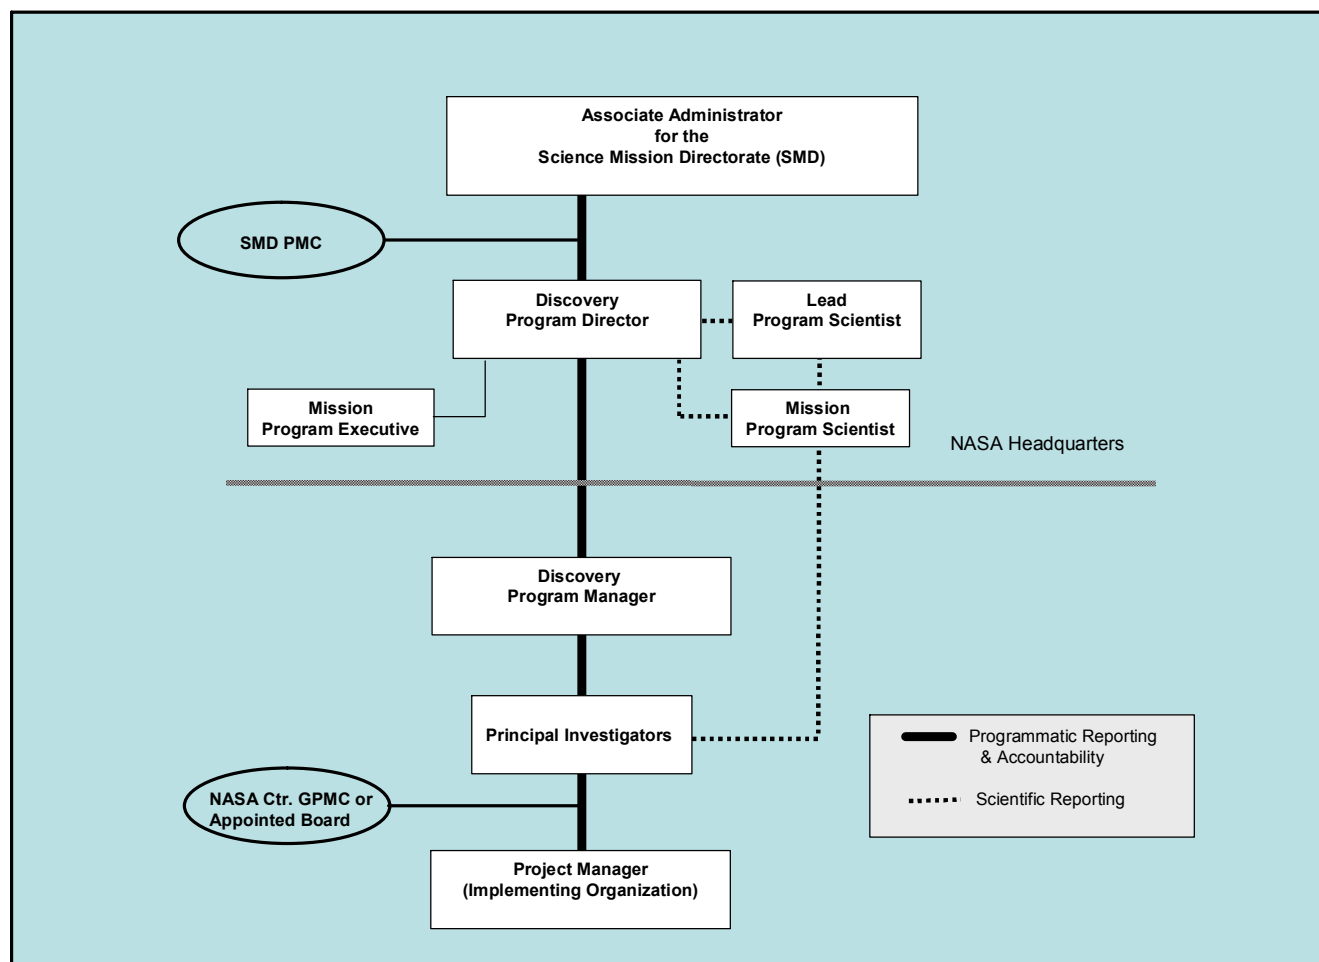 Associate Administrator
for the
Science Mission Directorate (SMD)
SMD PMC
Discovery
Program Director
Lead
Program Scientist
Mission
Program Executive
Mission
Program Scientist
NASA Headquarters
Discovery
Program Manager
Principal Investigators
Programmatic Reporting
& Accountability
Scientific Reporting
NASA Ctr. GPMC or
Appointed Board
Project Manager
(Implementing Organization)